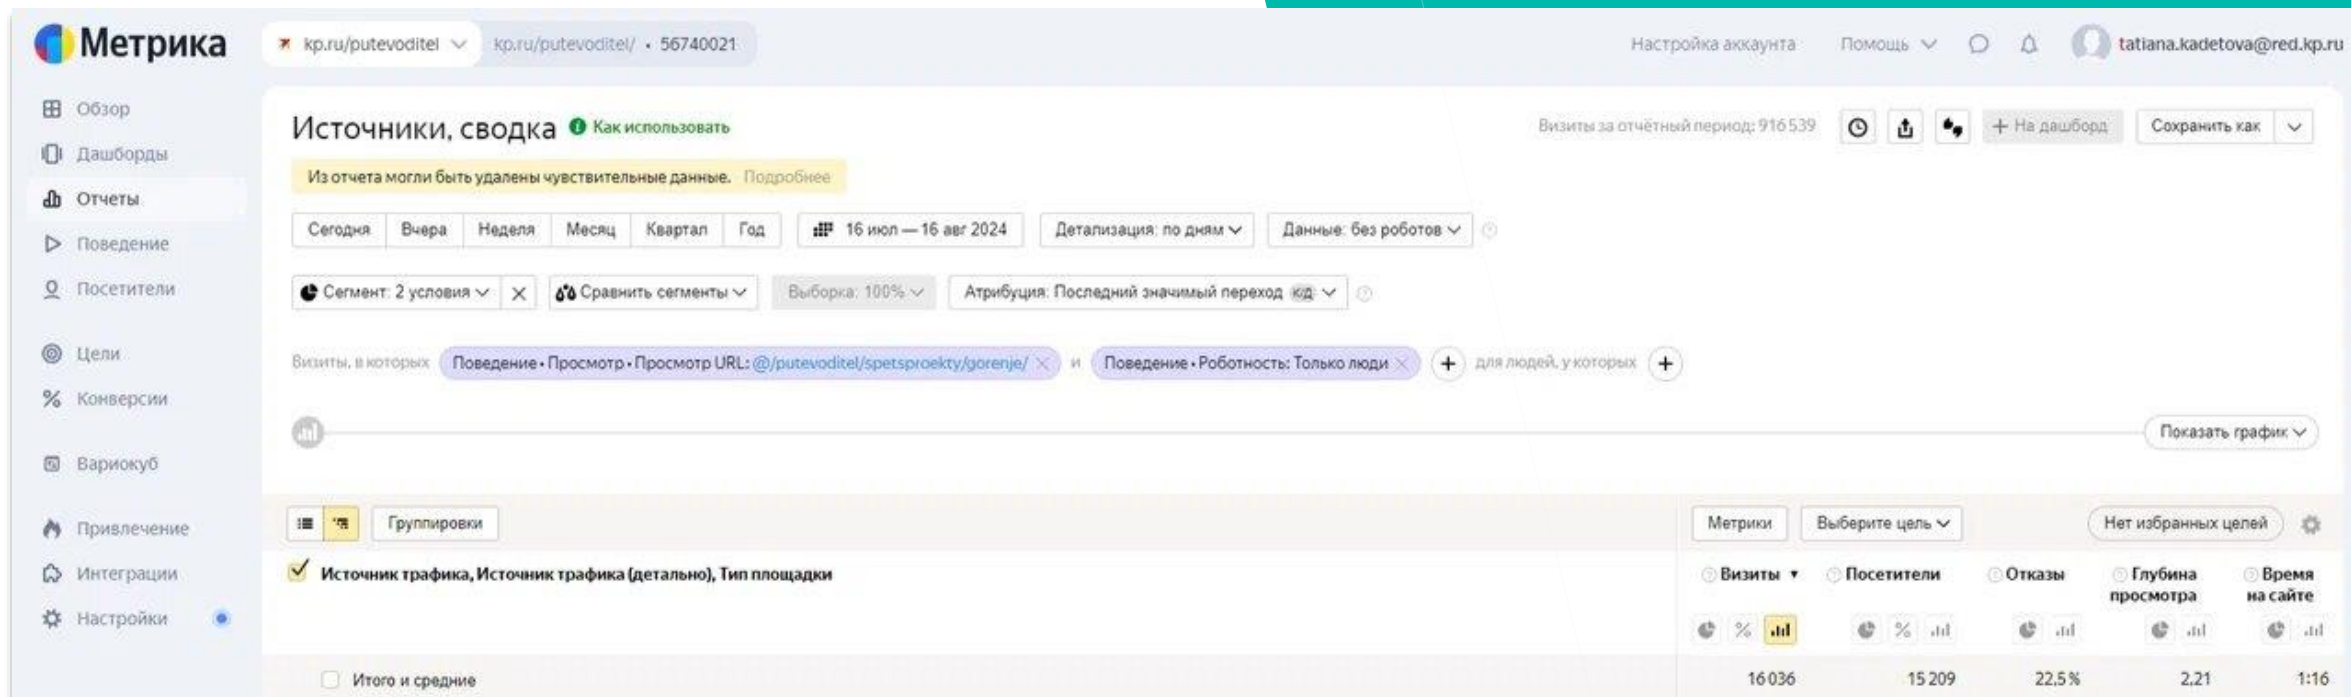 Метрика
kp.ru/putevoditel
kp.ru/putevoditel/ • 56740021
Настройка аккаунта
Помощь
tatiana.kadetova@red.kp.ru
Обзор
Дашборды
Отчеты
Поведение
Посетители
Цели
Конверсии
Вариокуб
Привлечение
Интеграции
Настройки
Источники, сводка
Как использовать
Визиты за отчётный период: 916 539
+ На дашборд
Сохранить как
Из отчета могли быть удалены чувствительные данные. Подробнее
Сегодня Вчера Неделя Месяц Квартал Год
16 июл — 16 авг 2024
Детализация: по дням
Данные: без роботов
Сегмент: 2 условия
Сравнить сегменты
Выборка: 100%
Атрибуция: Последний значимый переход К/Д
Визиты, в которых Поведение • Просмотр • Просмотр URL: @/putevoditel/spetsproekty/gorenje/ и Поведение • Роботность: Только люди + для людей, у которых +
Показать график
Группировки
Метрики
Выберите цель
Нет избранных целей
Источник трафика, Источник трафика (детально), Тип площадки
Визиты
Посетители
Отказы
Глубина просмотра
Время на сайте
% %
Итого и средние 16 036 15 209 22,5 % 2,21 1:16